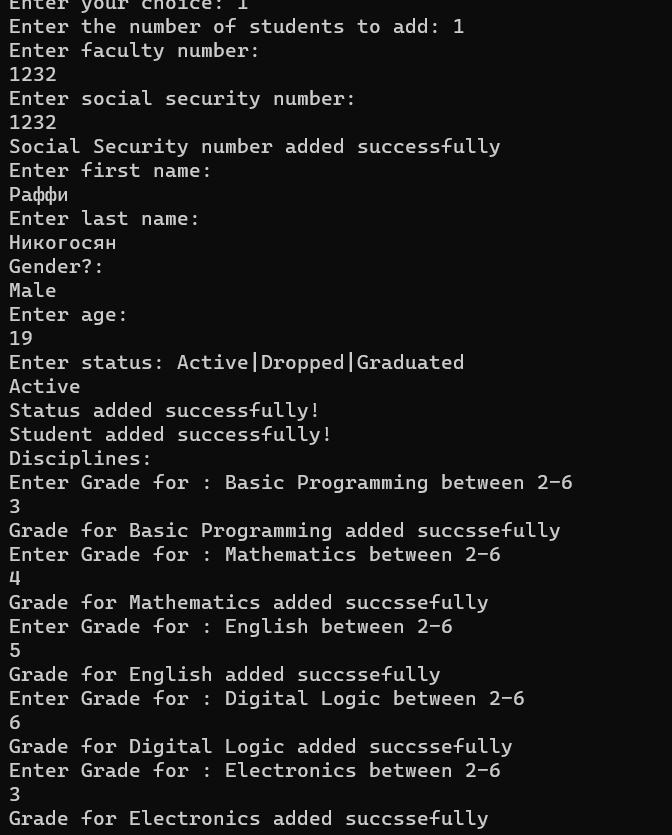 Enter your choice: 1
Enter the number of students to add: 1
Enter faculty number:
1232
Enter social security number:
1232
Social Security number added successfully
Enter first name:
Раффи
Enter last name:
Никогосян
Gender?:
Male
Enter age:
19
Enter status: Active|Dropped|Graduated
Active
Status added successfully!
Student added successfully!
Disciplines:
Enter Grade for : Basic Programming between 2-6
3
Grade for Basic Programming added succssefully
Enter Grade for : Mathematics between 2-6
4
Grade for Mathematics added succssefully
Enter Grade for : English between 2-6
5
Grade for English added succssefully
Enter Grade for : Digital Logic between 2-6
6
Grade for Digital Logic added succssefully
Enter Grade for : Electronics between 2-6
3
Grade for Electronics added succssefully